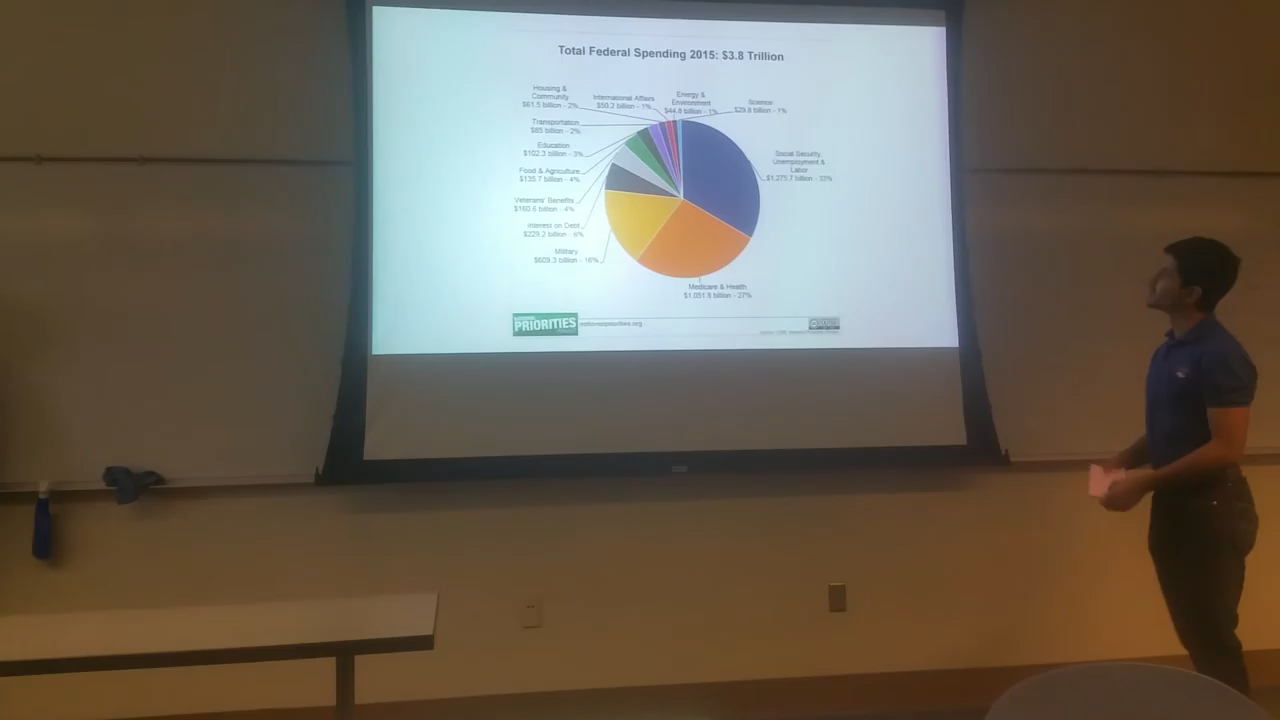 Total Federal Spending 2015: $3.8 Trillion
Housing &
Community
$61.5 billion - 2%
International Affairs
$50.2 billion - 1%
Energy &
Environment
$44.8 billion - 1%
Science
$29.8 billion - 1%
Transportation
$85 billion - 2%
Education
$102.3 billion - 3%
Food & Agriculture
$135.7 billion - 4%
Veterans' Benefits
$160.6 billion - 4%
Interest on Debt
$229.2 billion - 6%
Military
$609.3 billion - 16%
Social Security,
Unemployment &
Labor
$1,275.7 billion - 33%
Medicare & Health
$1,051.8 billion - 27%
NATIONAL
PRIORITIES
nationalpriorities.org